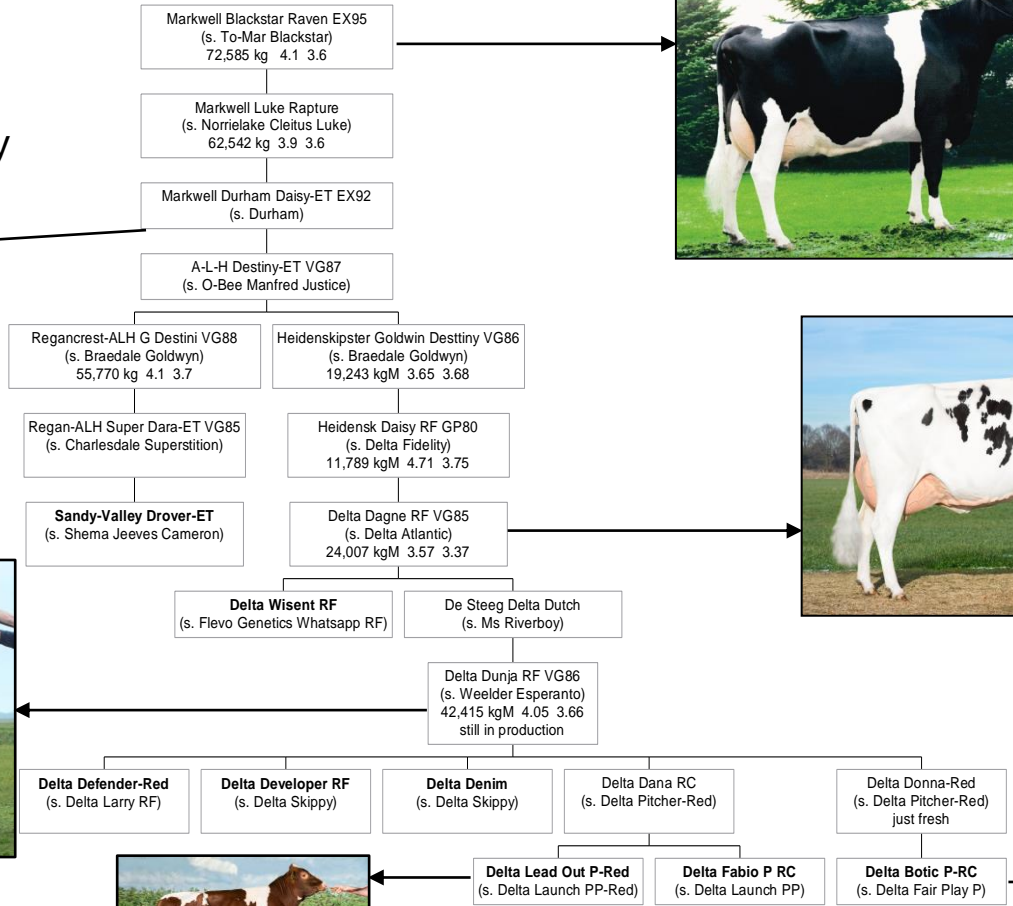 Markwell Blackstar Raven EX95
(s. To-Mar Blackstar)
72,585 kg 4.1 3.6
Markwell Luke Rapture
(s. Norrielake Cleitus Luke)
62,542 kg 3.9 3.6
Markwell Durham Daisy-ET EX92
(s. Durham)
A-L-H Destiny-ET VG87
(s. O-Bee Manfred Justice)
Regancrest-ALH G Destini VG88
(s. Braedale Goldwyn)
55,770 kg 4.1 3.7
Heidenskipster Goldwin Desttiny VG86
(s. Braedale Goldwyn)
19,243 kgM 3.65 3.68
Regan-ALH Super Dara-ET VG85
(s. Charlesdale Superstition)
Heidensk Daisy RF GP80
(s. Delta Fidelity)
11,789 kgM 4.71 3.75
Sandy-Valley Drover-ET
(s. Shema Jeeves Cameron)
Delta Dagne RF VG85
(s. Delta Atlantic)
24,007 kgM 3.57 3.37
Delta Wisent RF
(s. Flevo Genetics Whatsapp RF)
De Steeg Delta Dutch
(s. Ms Riverboy)
Delta Dunja RF VG86
(s. Weelder Esperanto)
42,415 kgM 4.05 3.66
still in production
Delta Defender-Red
(s. Delta Larry RF)
Delta Developer RF
(s. Delta Skippy)
Delta Denim
(s. Delta Skippy)
Delta Dana RC
(s. Delta Pitcher-Red)
Delta Donna-Red
(s. Delta Pitcher-Red)
just fresh
Delta Lead Out P-Red
(s. Delta Launch PP-Red)
Delta Fabio P RC
(s. Delta Launch PP)
Delta Botic P-RC
(s. Delta Fair Play P)